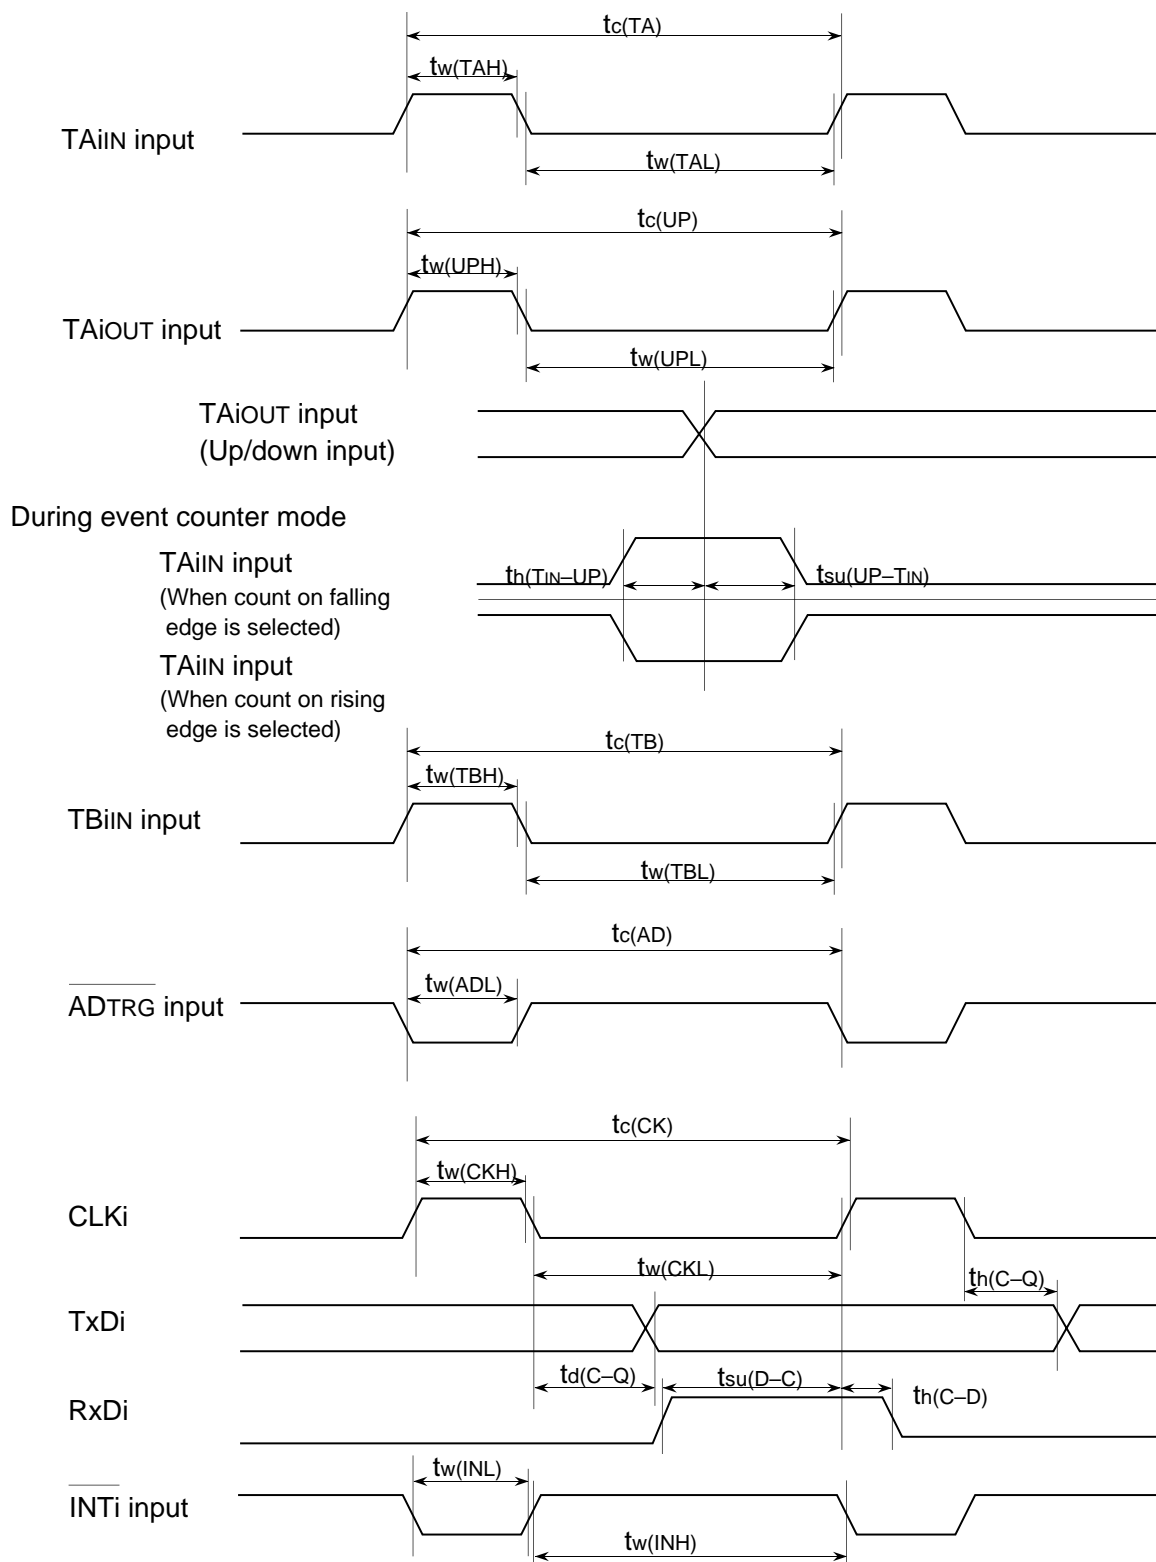 tc(TA)
tw(TAH)
TAiIN input
tw(TAL)
tc(UP)
tw(UPH)
TAiOUT input
tw(UPL)
TAiOUT input
(Up/down input)
During event counter mode
TAiIN input
(When count on falling
edge is selected)
th(TIN–UP)
tsu(UP–TIN)
TAiIN input
(When count on rising
edge is selected)
tc(TB)
tw(TBH)
TBiIN input
tw(TBL)
tc(AD)
tw(ADL)
ADTRG input
tc(CK)
tw(CKH)
CLKi
tw(CKL)
th(C–Q)
TxDi
td(C–Q)
tsu(D–C)
th(C–D)
RxDi
tw(INL)
INTi input
tw(INH)